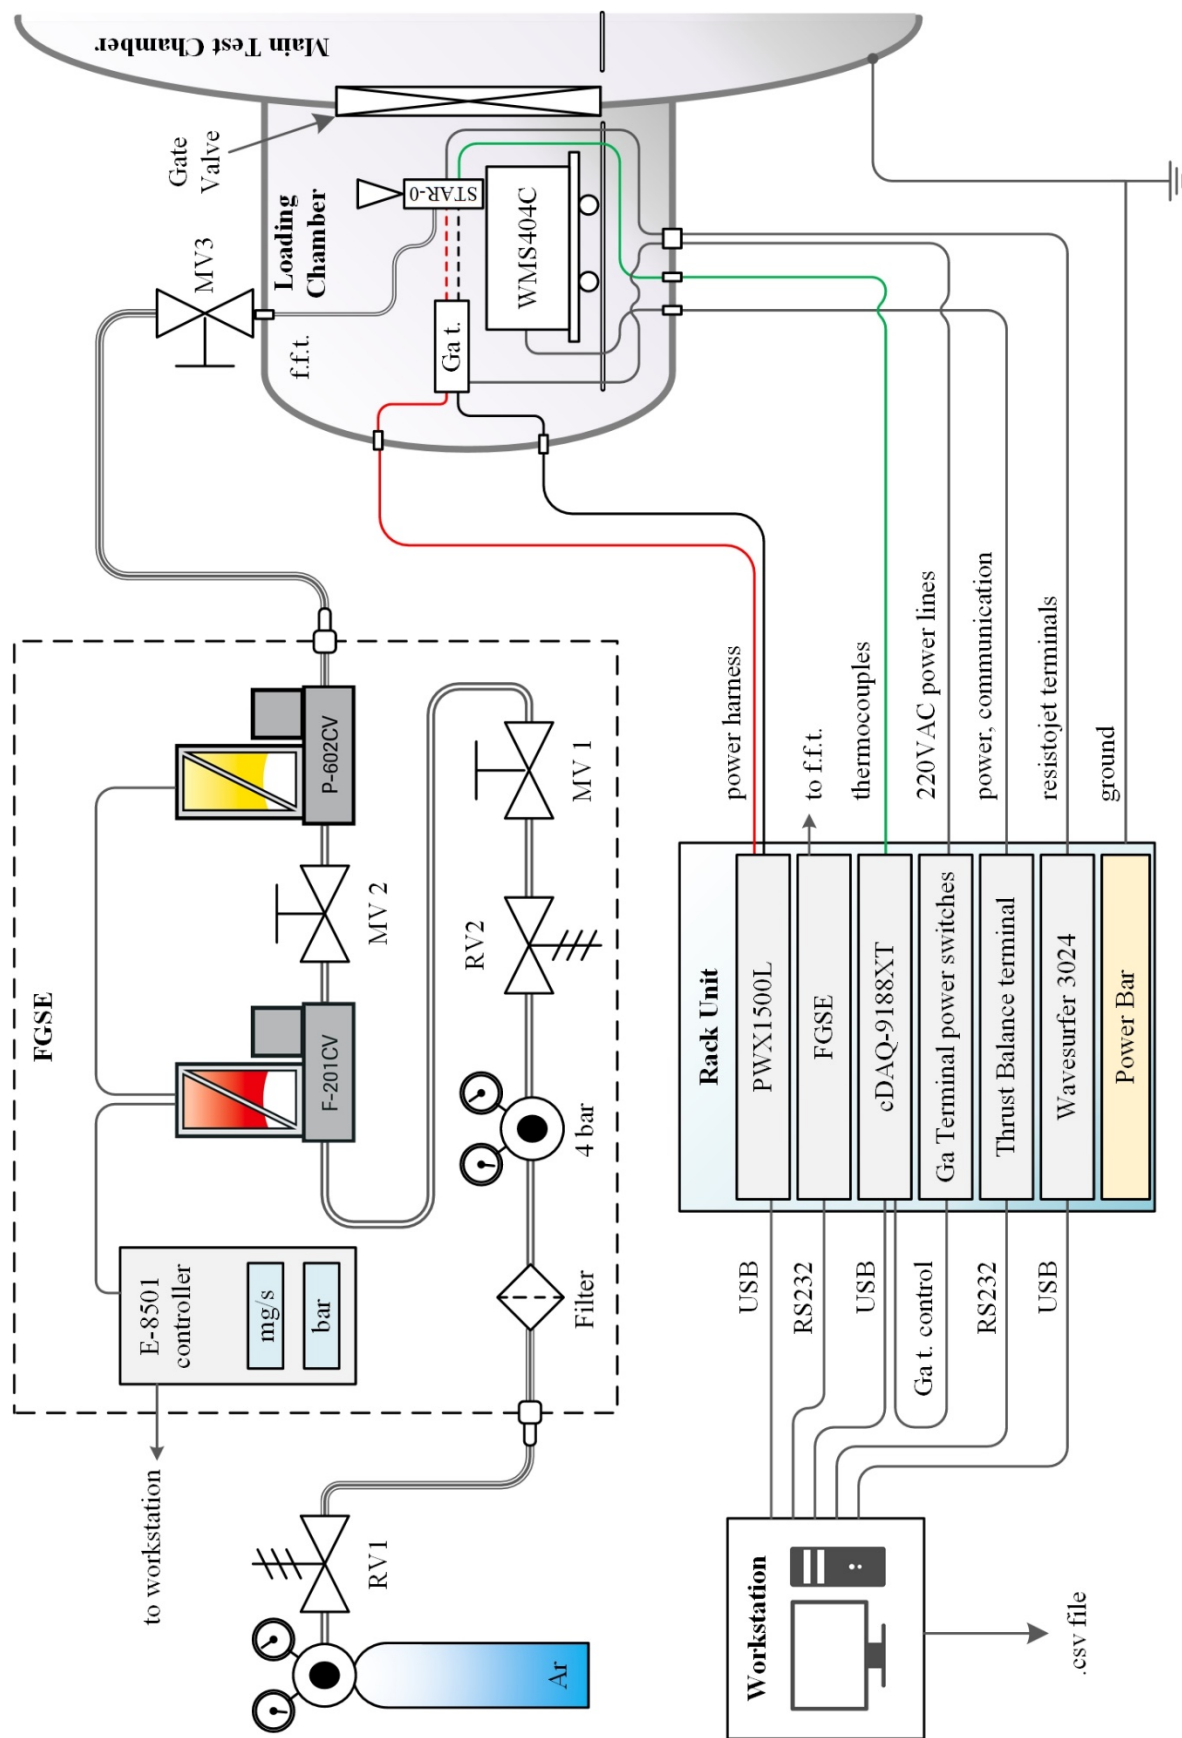 FGSE
E-8501
controller
mg/s
bar
to workstation
F-201CV
MV 2
P-602CV
MV3
f.f.t.
Loading
Chamber
Gate
Valve
Main Test Chamber
STAR-0
Ga t.
WMS404C
Ar
RV1
Filter
4 bar
RV2
MV 1
Workstation
.csv file
USB
RS232
USB
Ga t. control
RS232
USB
Rack Unit
PWX1500L
FGSE
cDAQ-9188XT
Ga Terminal power switches
Thrust Balance terminal
Wavesurfer 3024
Power Bar
power harness
to f.f.t.
thermocouples
220V AC power lines
power, communication
resistojet terminals
ground